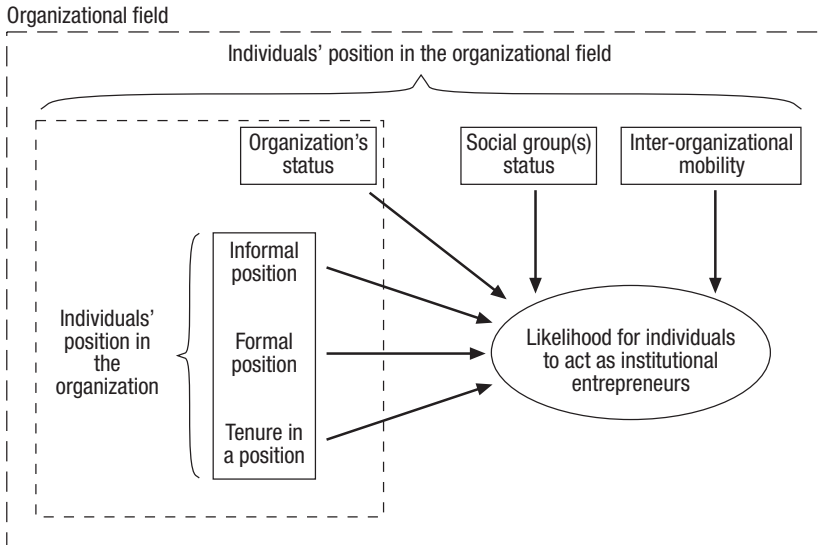 Organizational field
Individuals’ position in the organizational field
Organization’s
status
Social group(s)
status
Inter-organizational
mobility
Individuals’
position in
the
organization
Informal
position
Formal
position
Tenure in
a position
Likelihood for individuals
to act as institutional
entrepreneurs